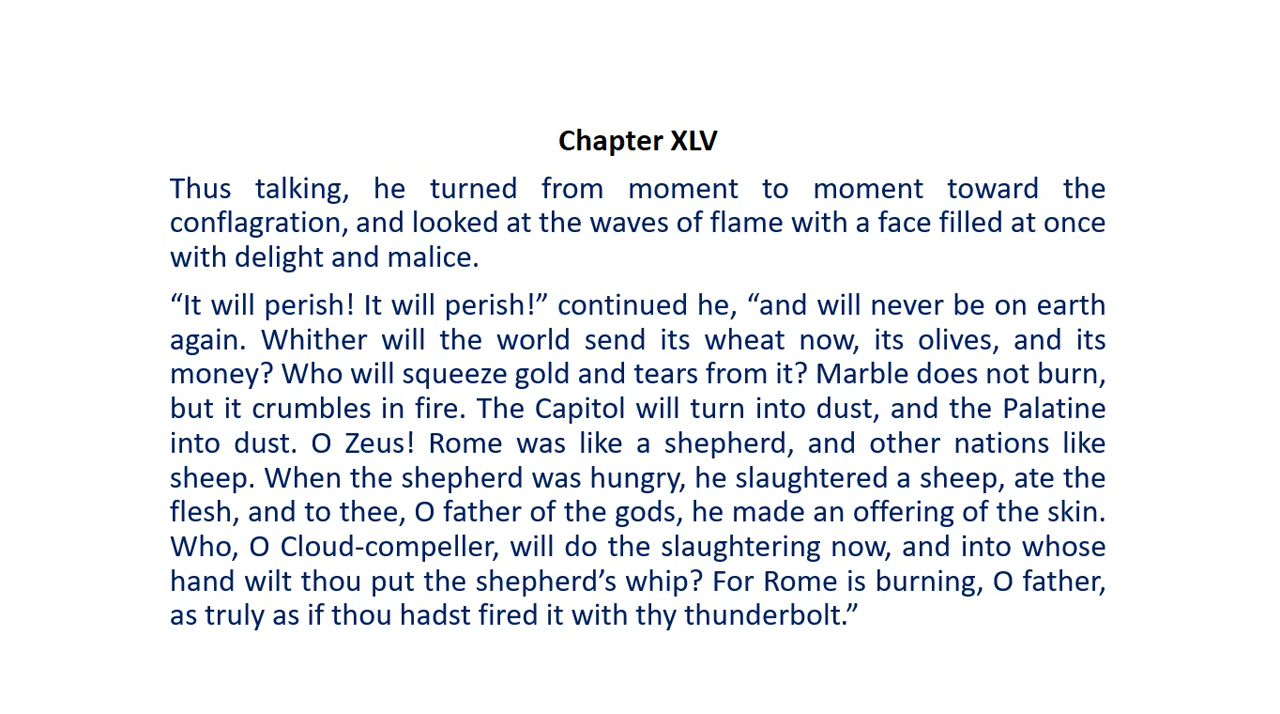 Chapter XLV
Thus talking, he turned from moment to moment toward the
conflagration, and looked at the waves of flame with a face filled at once
with delight and malice.
“It will perish! It will perish!” continued he, “and will never be on earth
again. Whither will the world send its wheat now, its olives, and its
money? Who will squeeze gold and tears from it? Marble does not burn,
but it crumbles in fire. The Capitol will turn into dust, and the Palatine
into dust. O Zeus! Rome was like a shepherd, and other nations like
sheep. When the shepherd was hungry, he slaughtered a sheep, ate the
flesh, and to thee, O father of the gods, he made an offering of the skin.
Who, O Cloud-compeller, will do the slaughtering now, and into whose
hand wilt thou put the shepherd’s whip? For Rome is burning, O father,
as truly as if thou hadst fired it with thy thunderbolt.”